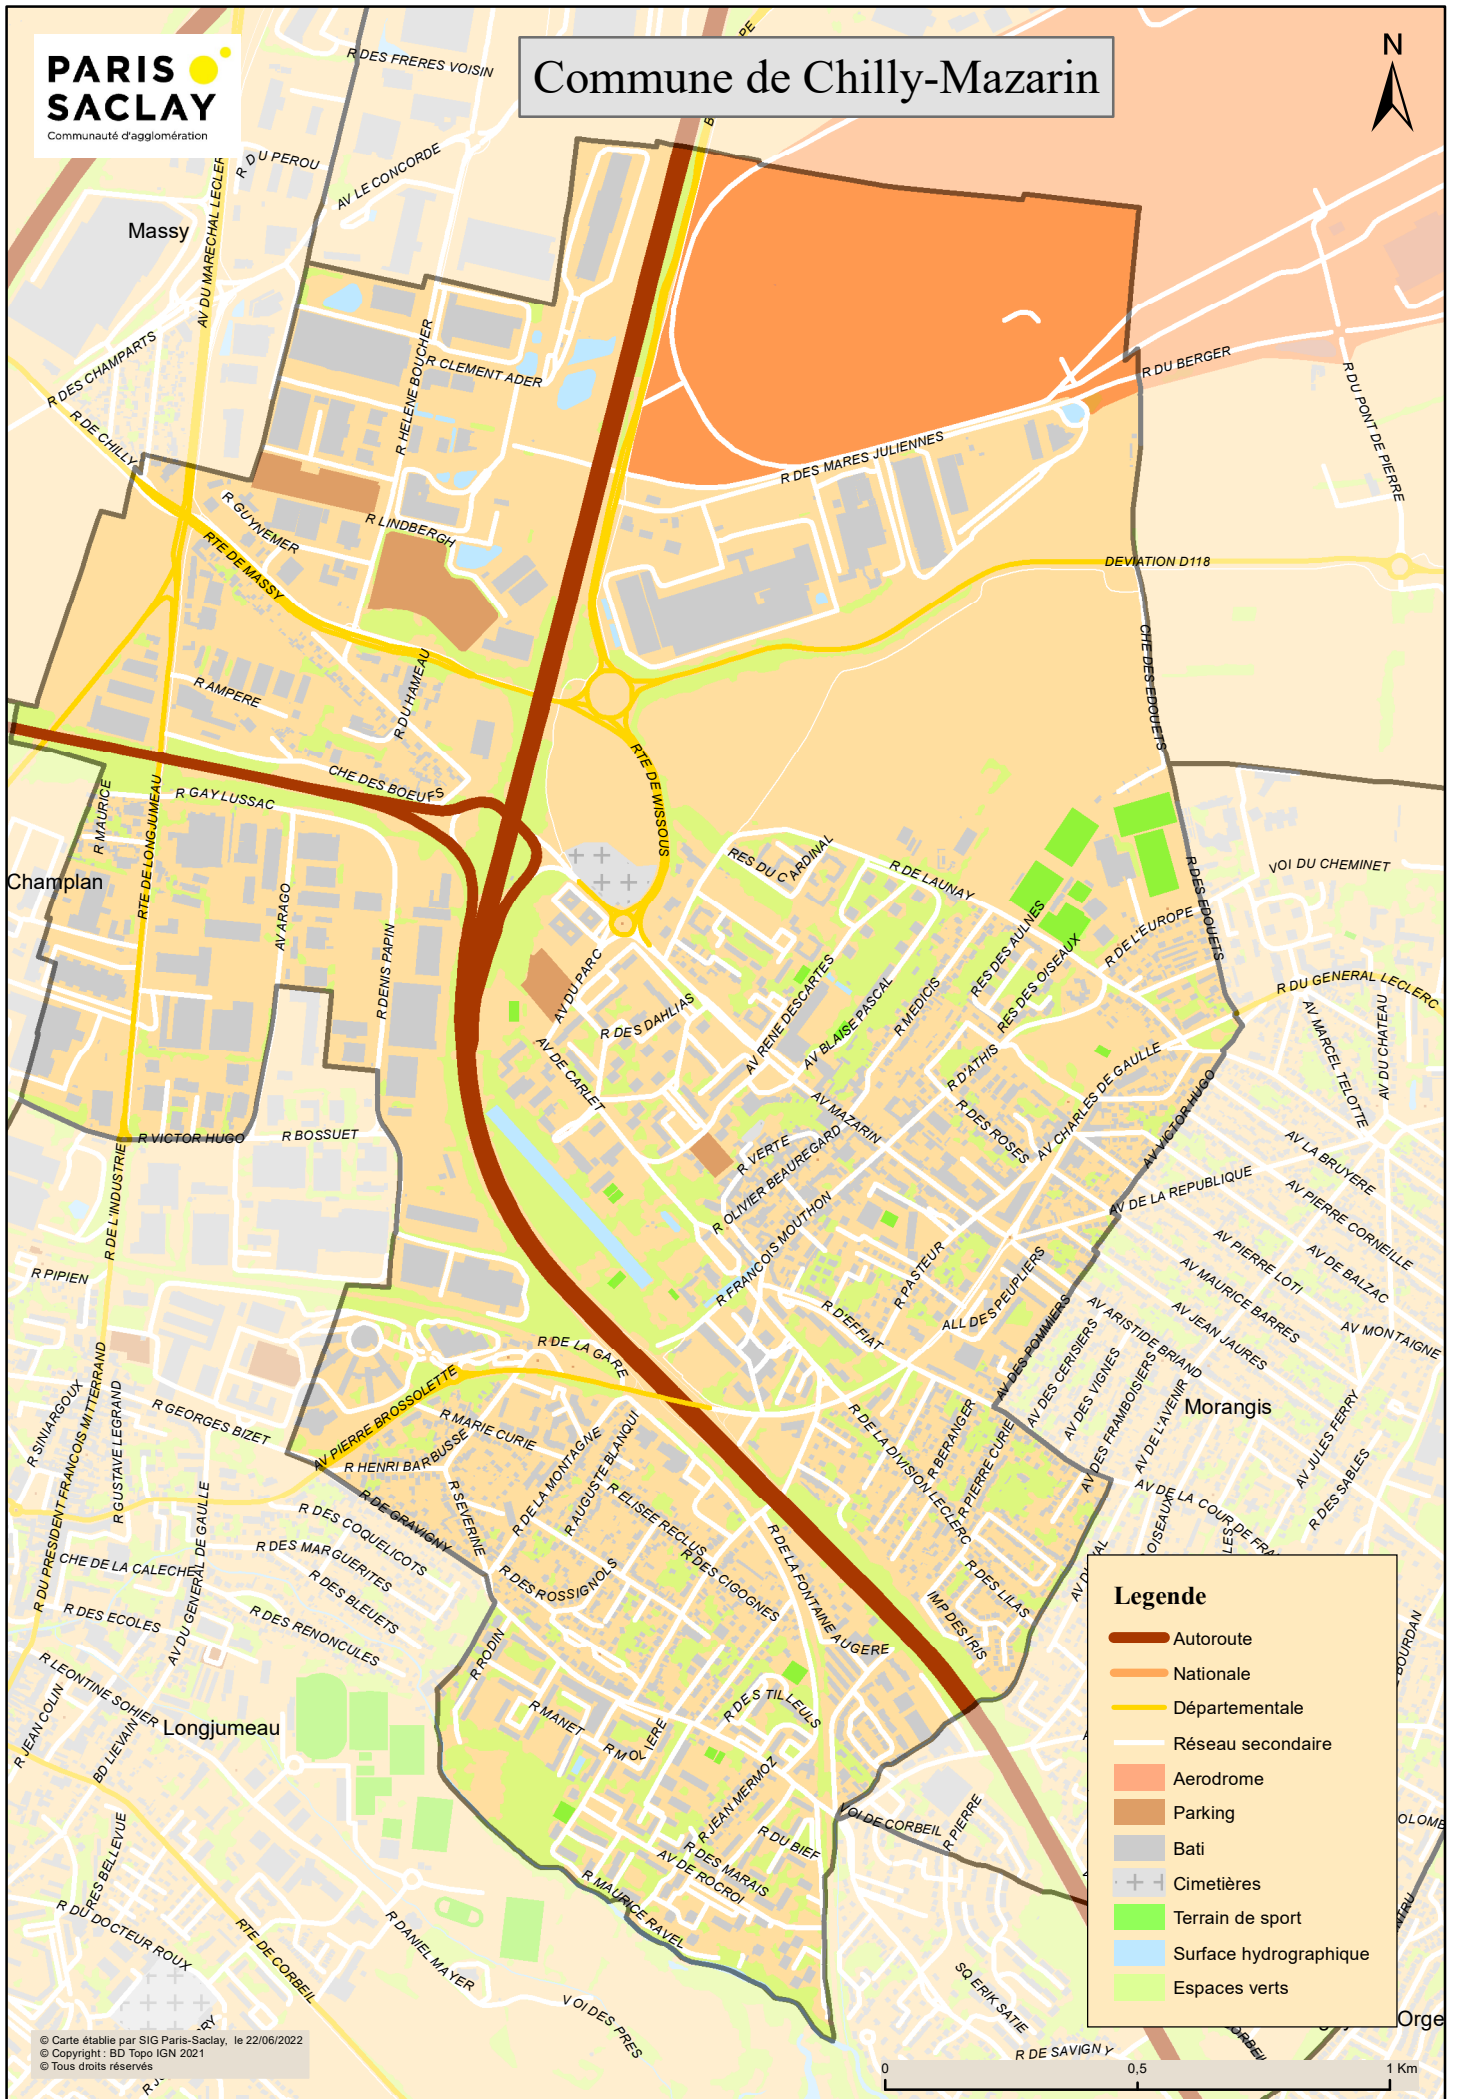 PARIS
SACLAY
Communauté d'agglomération
Commune de Chilly-Mazarin
N
R DES FRERES VOISIN
R DU PEROU
AV LE CONCORDE
AV DU MARECHAL LECLER
Massy
R DES CHAMPARTS
R DE CHILLY
R HELENE BOUCHER
R CLEMENT ADER
R DU BERGER
R DU PONT DE PIERRE
R DES MARES JULIENNES
R GUYNEMER
R LINDBERGH
RTE DE MASSY
DEVIATION D118
CHE DES EDOUETS
R AMPERE
R DU HAMEAU
RTE DE WISSOUS
CHE DES BOEUFS
R GAY LUSSAC
R MAURICE
RTE DE LONGJUMEAU
Champlan
AV ARAGO
R DENIS PAPIN
RES DU CARDINAL
R DE LAUNAY
VOI DU CHEMINET
R DES EDOUETS
RES DES AULNES
R DE L'EUROPE
RES DES OISEAUX
R DU GENERAL LECLERC
AV DU PARC
R DES DAHLIAS
AV RENE DESCARTES
AV BLAISE PASCAL
R MEDICIS
AV MARCEL TELOTTE
AV DU CHATEAU
AV DE CARLET
R D'ATHIS
AV CHARLES DE GAULLE
AV MAZARIN
R DES ROSES
AV VICTOR HUGO
R VICTOR HUGO
R BOSSUET
R VERTE
R OLIVIER BEAUREGARD
AV LA BRUYERE
AV DE LA REPUBLIQUE
AV PIERRE CORNEILLE
R DE L'INDUSTRIE
R FRANCOIS MOUTHON
R PASTEUR
AV PIERRE LOTI
AV DE BALZAC
AV MAURICE BARRES
R PIPIEN
ALL DES PEUPLIERS
R D'EFFIAT
AV DES POMMIERS
AV ARISTIDE BRIAND
AV JEAN JAURES
AV MONTAIGNE
R DE LA GARE
AV PIERRE BROSSOLETTE
AV DES CERISIERS
AV DES VIGNES
AV DES FRAMBOISIERS
AV DE L'AVENIR
Morangis
R SINIARGOUX
R GUSTAVE LEGRAND
R GEORGES BIZET
R MARIE CURIE
R HENRI BARBUSSE
R DE LA MONTAGNE
R AUGUSTE BLANQUI
R DE LA DIVISION LECLERC
R BERANGER
R PIERRE CURIE
AV JULES FERRY
R DES SABLES
R DU PRESIDENT FRANCOIS MITTERRAND
R DE GRAVIGNY
R SEVERINE
R ELISEE RECLUS
AV DE LA COUR DE FRA
OISEAUX
LES
R DES COQUELICOTS
R DES MARGUERITES
R DES BLEUETS
CHE DE LA CALECHE
AV DU GENERAL DE GAULLE
R DES ECOLES
R DES RENONCULES
R DES ROSSIGNOLS
R DES CIGOGNES
R DE LA FONTAINE AUGERE
R DES LILAS
IMP DES IRIS
R LEONTINE SOHIER
R JEAN COLIN
BD LIEVAIN
Longjumeau
R RODIN
R MANET
R MOLIERE
R DES TILLEULS
R JEAN MERMOZ
R DU BIEF
VOI DE CORBEIL
R PIERRE
R DES MARAIS
AV DE ROCROI
R MAURICE RAVEL
RES BELLEVUE
R DU DOCTEUR ROUX
RTE DE CORBEIL
R DANIEL MAYER
VOI DES PRES
SQ ERIK SATIE
R DE SAVIGNY
BOURDAN
OLOMB
NTRU
Orge
Legende
Autoroute
Nationale
Départementale
Réseau secondaire
Aerodrome
Parking
Bati
Cimetières
Terrain de sport
Surface hydrographique
Espaces verts
© Carte établie par SIG Paris-Saclay, le 22/06/2022
© Copyright : BD Topo IGN 2021
© Tous droits réservés
0 0,5 1 Km